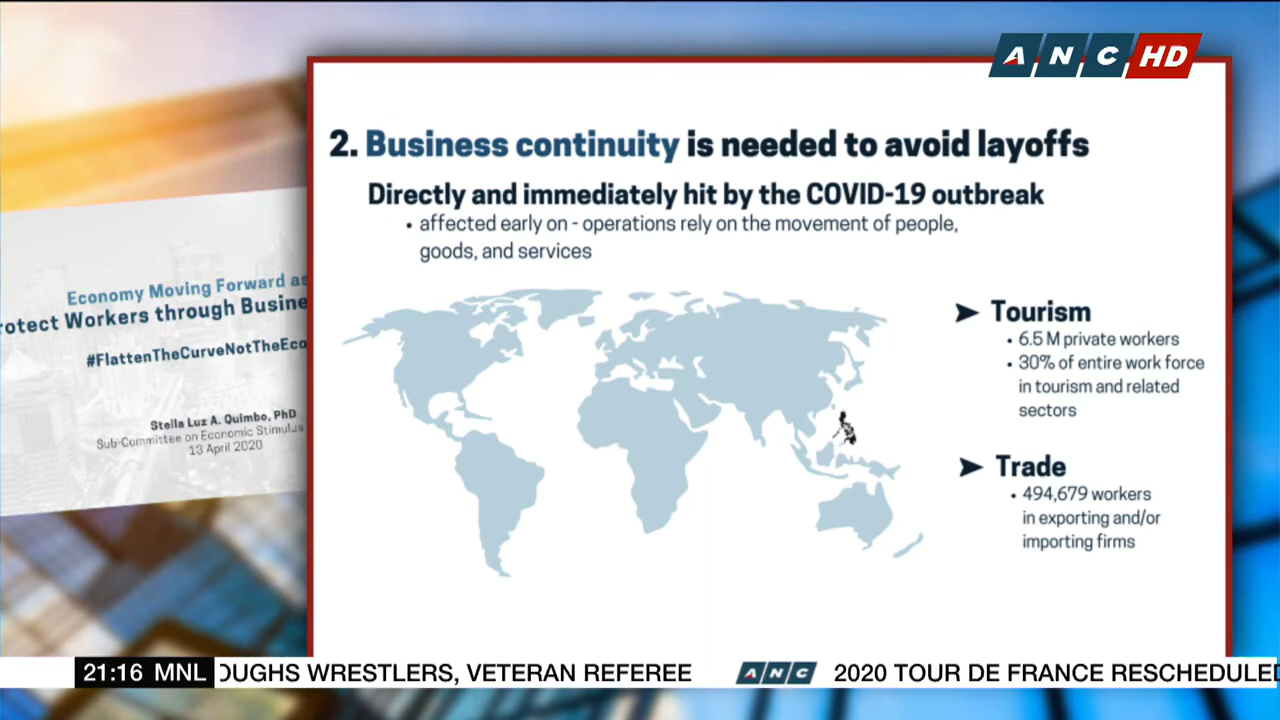 ANC HD
2. Business continuity is needed to avoid layoffs
Directly and immediately hit by the COVID-19 outbreak
• affected early on - operations rely on the movement of people,
goods, and services
➤ Tourism
• 6.5 M private workers
• 30% of entire work force
in tourism and related
sectors
➤ Trade
• 494,679 workers
in exporting and/or
importing firms
Economy Moving Forward as
rotect Workers through Busine
#FlattenTheCurveNotTheEco
Stella Luz A. Quimbo, PhD
Sub-Committee on Economic Stimulus
13 April 2020
21:16 MNL OUGHS WRESTLERS, VETERAN REFEREE ANC 2020 TOUR DE FRANCE RESCHEDULED